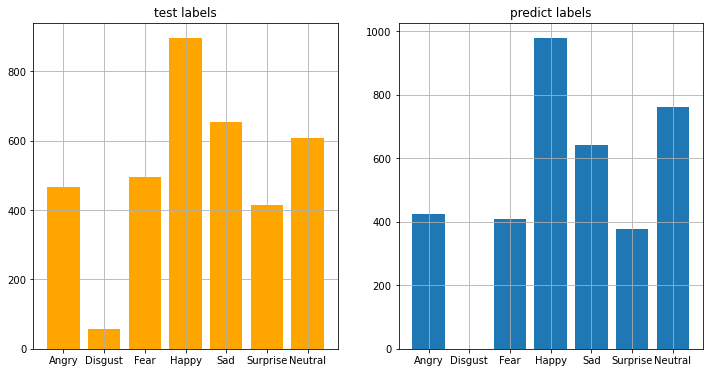 test labels
predict labels
800
600
400
200
0
Angry Disgust Fear Happy Sad Surprise Neutral
1000
800
600
400
200
0
Angry Disgust Fear Happy Sad Surprise Neutral